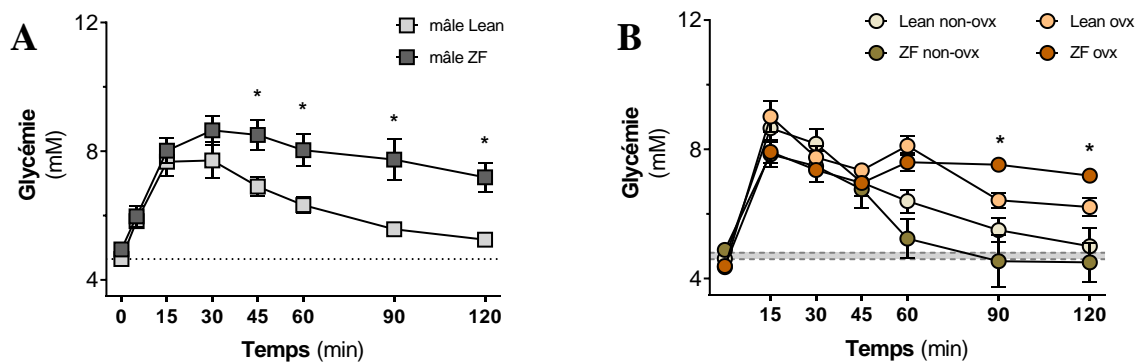 A
12
8
4
Glycémie
(mM)
mâle Lean
mâle ZF
* * * *
0 15 30 45 60 90 120
Temps (min)
B
12
8
4
Glycémie
(mM)
Lean non-ovx Lean ovx
ZF non-ovx ZF ovx
* *
15 30 45 60 90 120
Temps (min)